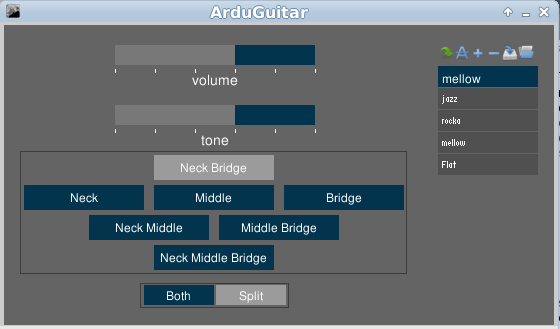 ArduGuitar
volume
tone
Neck Bridge
Neck Middle Bridge
Neck Middle Middle Bridge
Neck Middle Bridge
Both Split
mellow
jazz
rocka
mellow
Flat